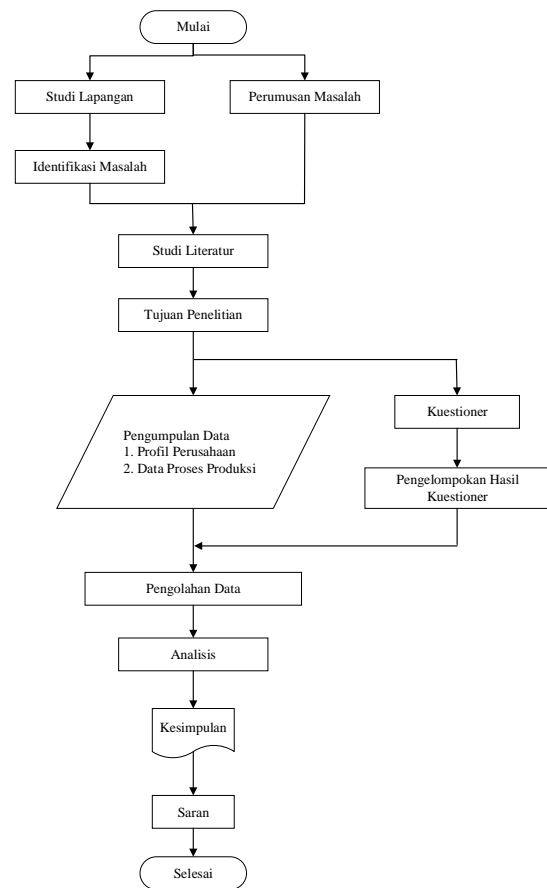 Mulai
Studi Lapangan
Perumusan Masalah
Identifikasi Masalah
Studi Literatur
Tujuan Penelitian
Pengumpulan Data
1. Profil Perusahaan
2. Data Proses Produksi
Kuestioner
Pengelompokan Hasil
Kuestioner
Pengolahan Data
Analisis
Kesimpulan
Saran
Selesai